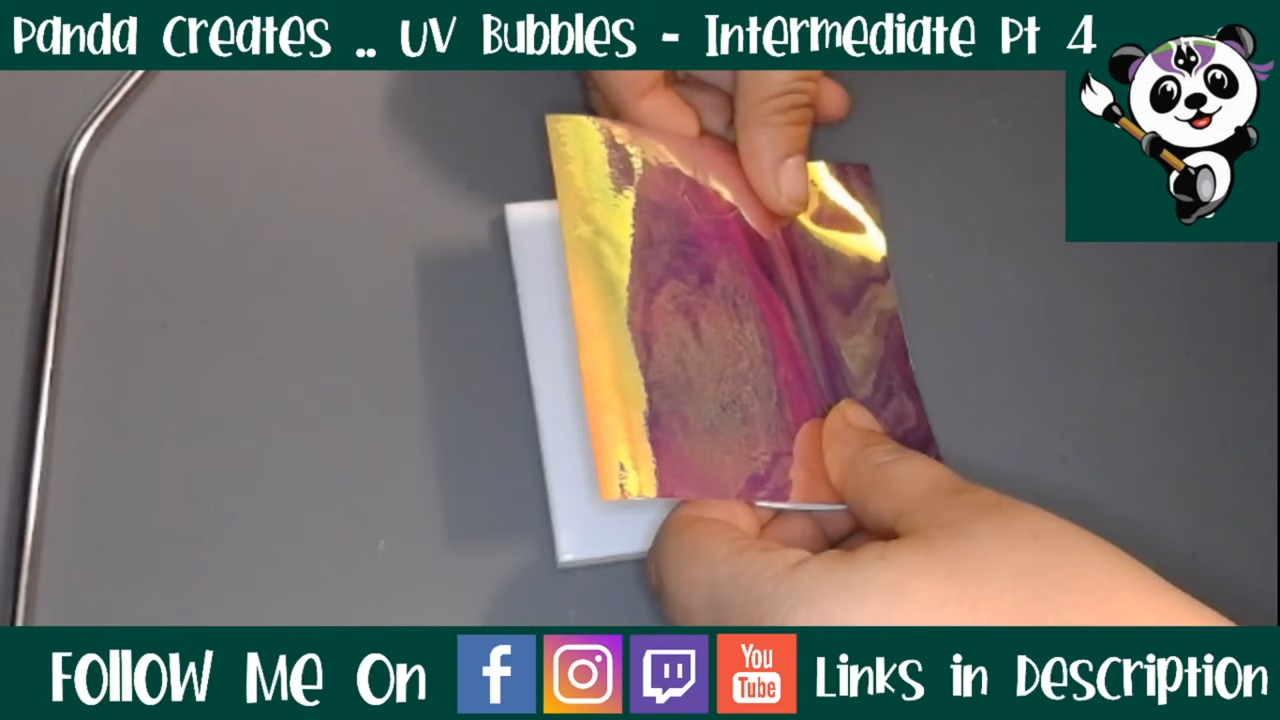 Panda Creates .. UV Bubbles - Intermediate Pt 4
Follow Me On
f
You
Tube
Links in Description